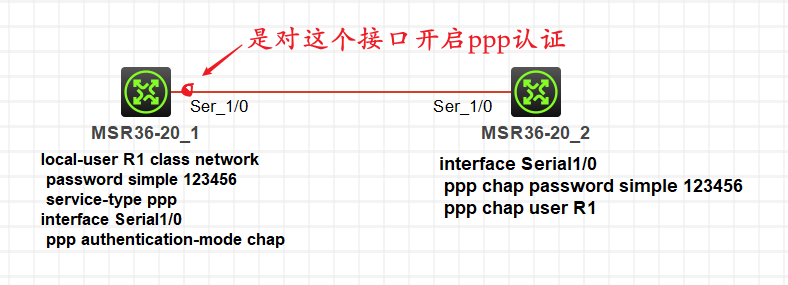 是对这个接口开启ppp认证
Ser_1/0
Ser_1/0
MSR36-20_1
MSR36-20_2
local-user R1 class network
password simple 123456
service-type ppp
interface Serial1/0
ppp authentication-mode chap
interface Serial1/0
ppp chap password simple 123456
ppp chap user R1